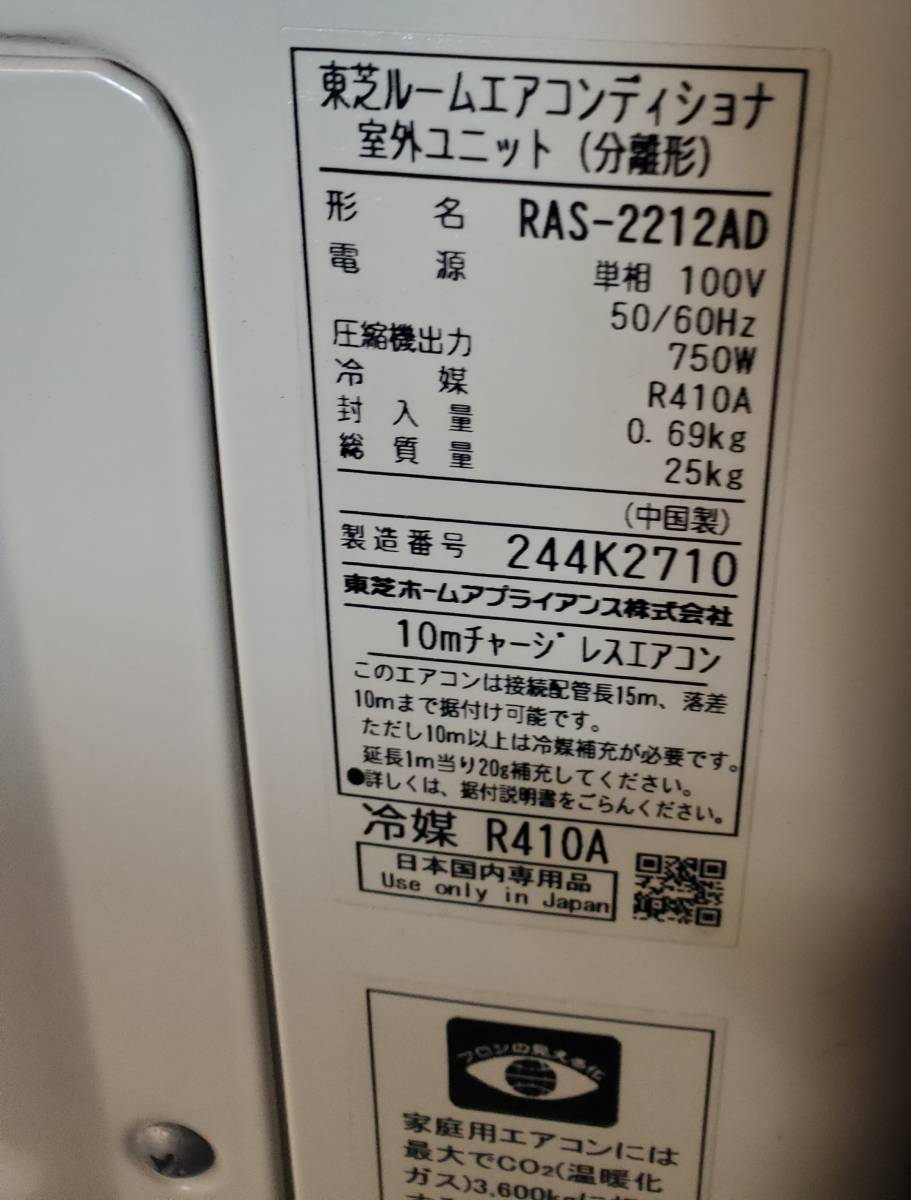 東芝ルームエアコンディショナ
室外ユニット (分離形)
形 名 RAS-2212AD
電 源 単相 100V
50/60Hz
圧縮機出力 750W
冷 媒 R410A
封入量 0.69kg
総質量 25kg
(中国製)
製造番号 244K2710
東芝ホームアプライアンス株式会社
10mチャージレスエアコン
このエアコンは接続配管長15m、落差
10mまで据付け可能です。
ただし10m以上は冷媒補充が必要です。
延長1m当り20g補充してください。
●詳しくは、据付説明書をごらんください。
冷媒 R410A
日本国内専用品
Use only in Japan
フロンの見える化
家庭用エアコンには
最大でCO2(温暖化
ガス)3,600kgに